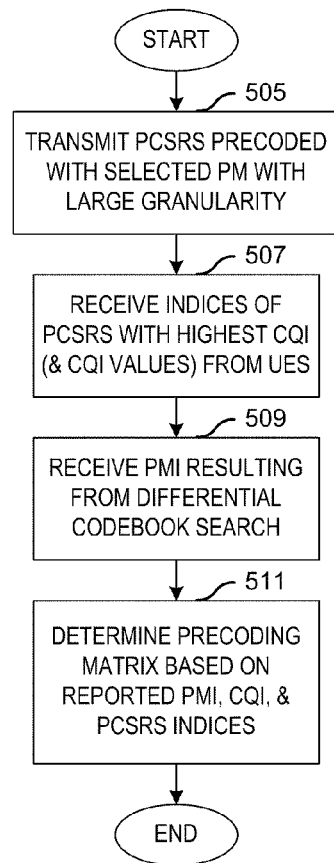 START
505
TRANSMIT PCSRS PRECODED
WITH SELECTED PM WITH
LARGE GRANULARITY
507
RECEIVE INDICES OF
PCSRS WITH HIGHEST CQI
(& CQI VALUES) FROM UES
509
RECEIVE PMI RESULTING
FROM DIFFERENTIAL
CODEBOOK SEARCH
511
DETERMINE PRECODING
MATRIX BASED ON
REPORTED PMI, CQI, &
PCSRS INDICES
END